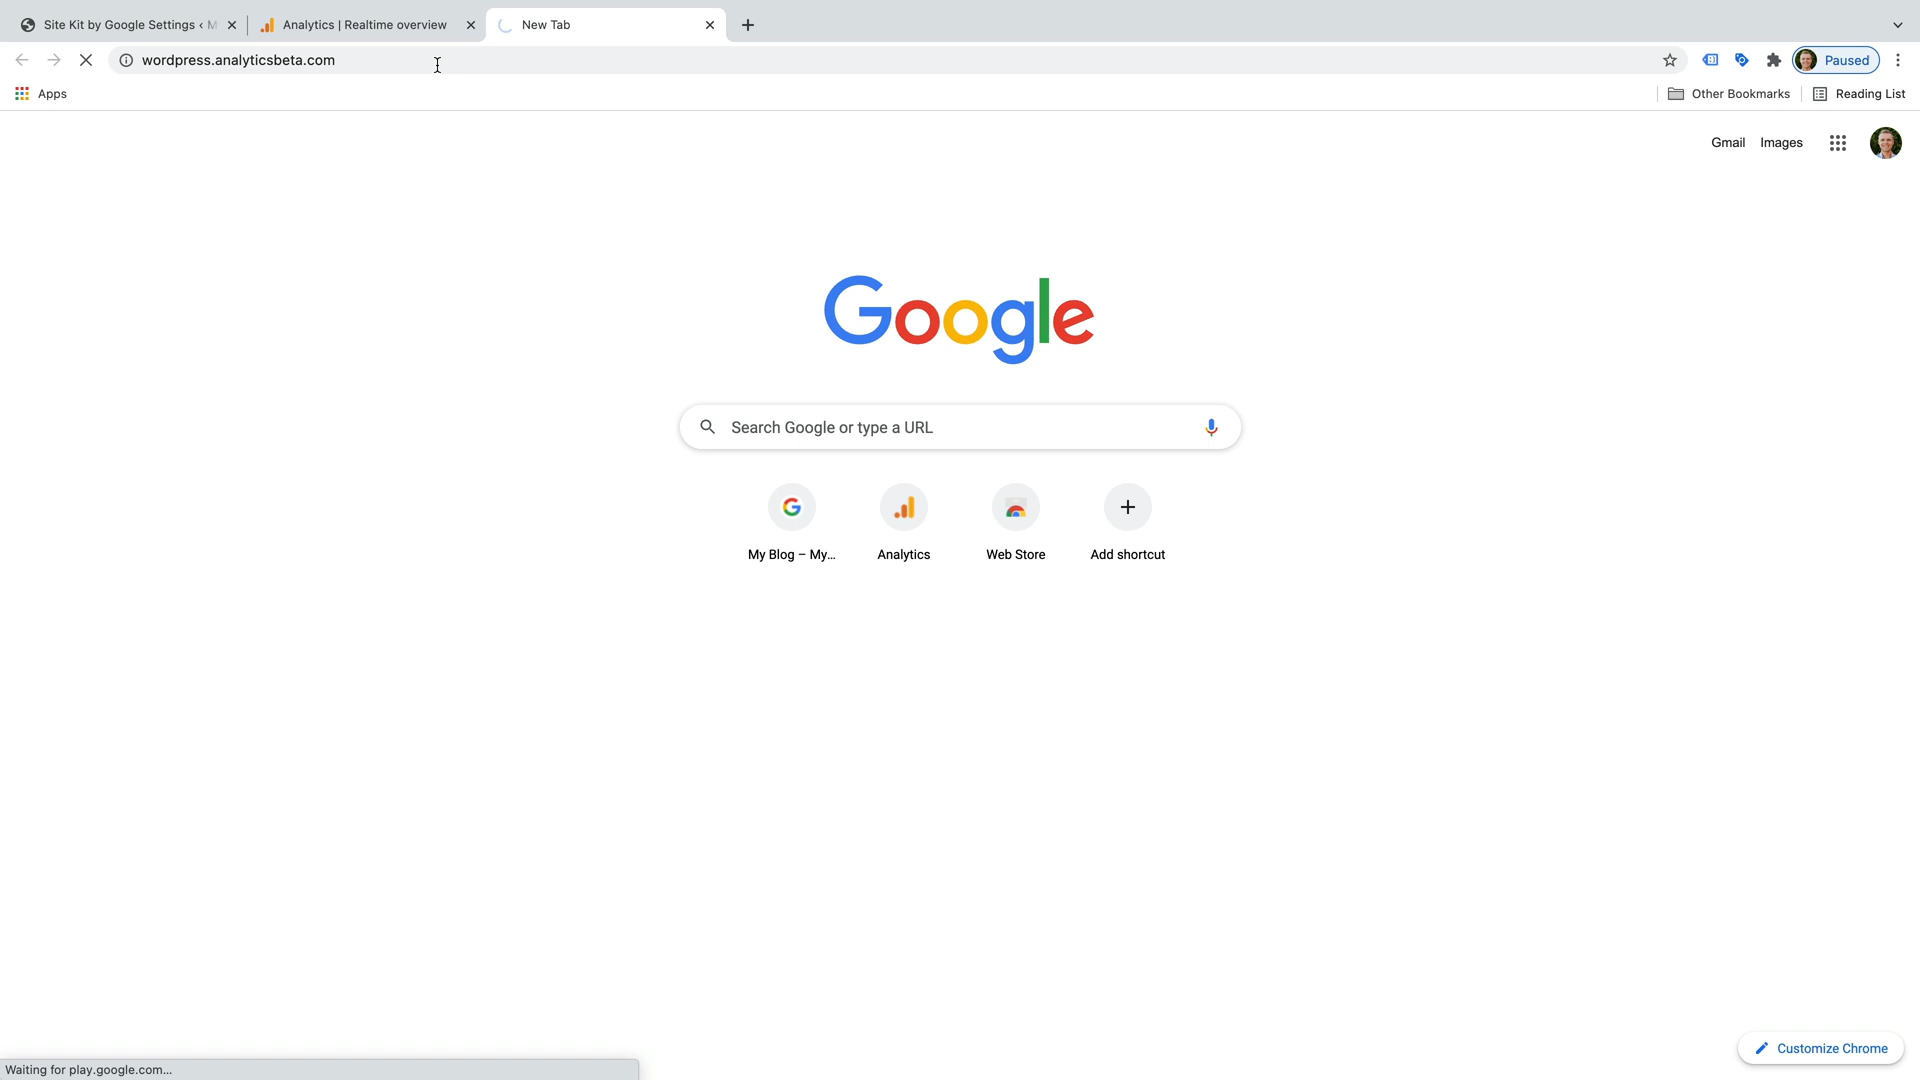 Site Kit by Google Settings ‹ M
Analytics | Realtime overview
New Tab
wordpress.analyticsbeta.com
Paused
Apps
Other Bookmarks
Reading List
Gmail
Images
Google
Search Google or type a URL
My Blog – My...
Analytics
Web Store
Add shortcut
Customize Chrome
Waiting for play.google.com...